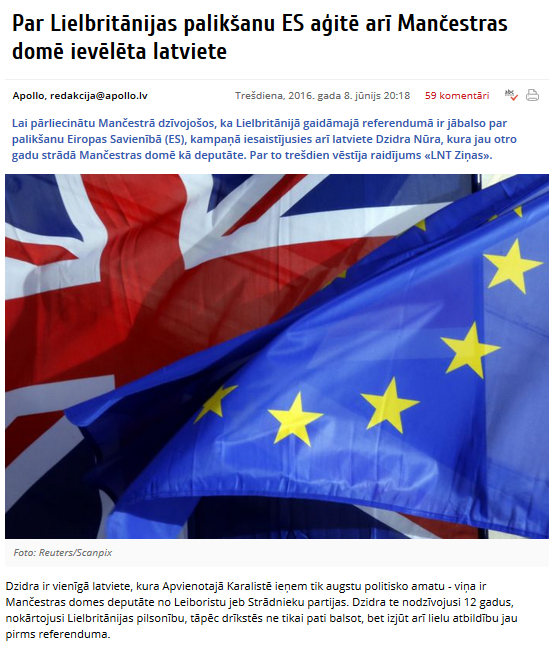 Par Lielbritānijas palikšanu ES aģitē arī Mančestras
domē ievēlēta latviete
Apollo, redakcija@apollo.lv
Trešdiena, 2016. gada 8. jūnijs 20:18
59 komentāri
Lai pārliecinātu Mančestrā dzīvojošos, ka Lielbritānijā gaidāmajā referendumā ir jābalso par
palikšanu Eiropas Savienībā (ES), kampaņā iesaistījusies arī latviete Dzidra Nūra, kura jau otro
gadu strādā Mančestras domē kā deputāte. Par to trešdien vēstīja raidījums «LNT Ziņas».
Foto: Reuters/Scanpix
Dzidra ir vienīgā latviete, kura Apvienotajā Karalistē ieņem tik augstu politisko amatu - viņa ir
Mančestras domes deputāte no Leiboristu jeb Strādnieku partijas. Dzidra te nodzīvojusi 12 gadus,
nokārtojusi Lielbritānijas pilsonību, tāpēc drīkstēs ne tikai pati balsot, bet izjūt arī lielu atbildību jau
pirms referenduma.